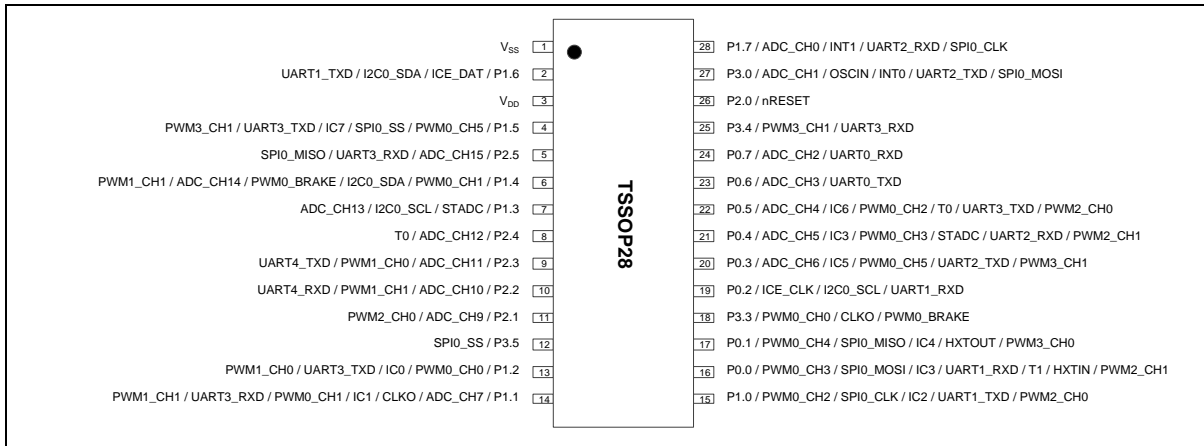 VSS 1
UART1_TXD / I2C0_SDA / ICE_DAT / P1.6 2
VDD 3
PWM3_CH1 / UART3_TXD / IC7 / SPI0_SS / PWM0_CH5 / P1.5 4
SPI0_MISO / UART3_RXD / ADC_CH15 / P2.5 5
PWM1_CH1 / ADC_CH14 / PWM0_BRAKE / I2C0_SDA / PWM0_CH1 / P1.4 6
ADC_CH13 / I2C0_SCL / STADC / P1.3 7
T0 / ADC_CH12 / P2.4 8
UART4_TXD / PWM1_CH0 / ADC_CH11 / P2.3 9
UART4_RXD / PWM1_CH1 / ADC_CH10 / P2.2 10
PWM2_CH0 / ADC_CH9 / P2.1 11
SPI0_SS / P3.5 12
PWM1_CH0 / UART3_TXD / IC0 / PWM0_CH0 / P1.2 13
PWM1_CH1 / UART3_RXD / PWM0_CH1 / IC1 / CLKO / ADC_CH7 / P1.1 14
TSSOP28
28 P1.7 / ADC_CH0 / INT1 / UART2_RXD / SPI0_CLK
27 P3.0 / ADC_CH1 / OSCIN / INT0 / UART2_TXD / SPI0_MOSI
26 P2.0 / nRESET
25 P3.4 / PWM3_CH1 / UART3_RXD
24 P0.7 / ADC_CH2 / UART0_RXD
23 P0.6 / ADC_CH3 / UART0_TXD
22 P0.5 / ADC_CH4 / IC6 / PWM0_CH2 / T0 / UART3_TXD / PWM2_CH0
21 P0.4 / ADC_CH5 / IC3 / PWM0_CH3 / STADC / UART2_RXD / PWM2_CH1
20 P0.3 / ADC_CH6 / IC5 / PWM0_CH5 / UART2_TXD / PWM3_CH1
19 P0.2 / ICE_CLK / I2C0_SCL / UART1_RXD
18 P3.3 / PWM0_CH0 / CLKO / PWM0_BRAKE
17 P0.1 / PWM0_CH4 / SPI0_MISO / IC4 / HXTOUT / PWM3_CH0
16 P0.0 / PWM0_CH3 / SPI0_MOSI / IC3 / UART1_RXD / T1 / HXTIN / PWM2_CH1
15 P1.0 / PWM0_CH2 / SPI0_CLK / IC2 / UART1_TXD / PWM2_CH0